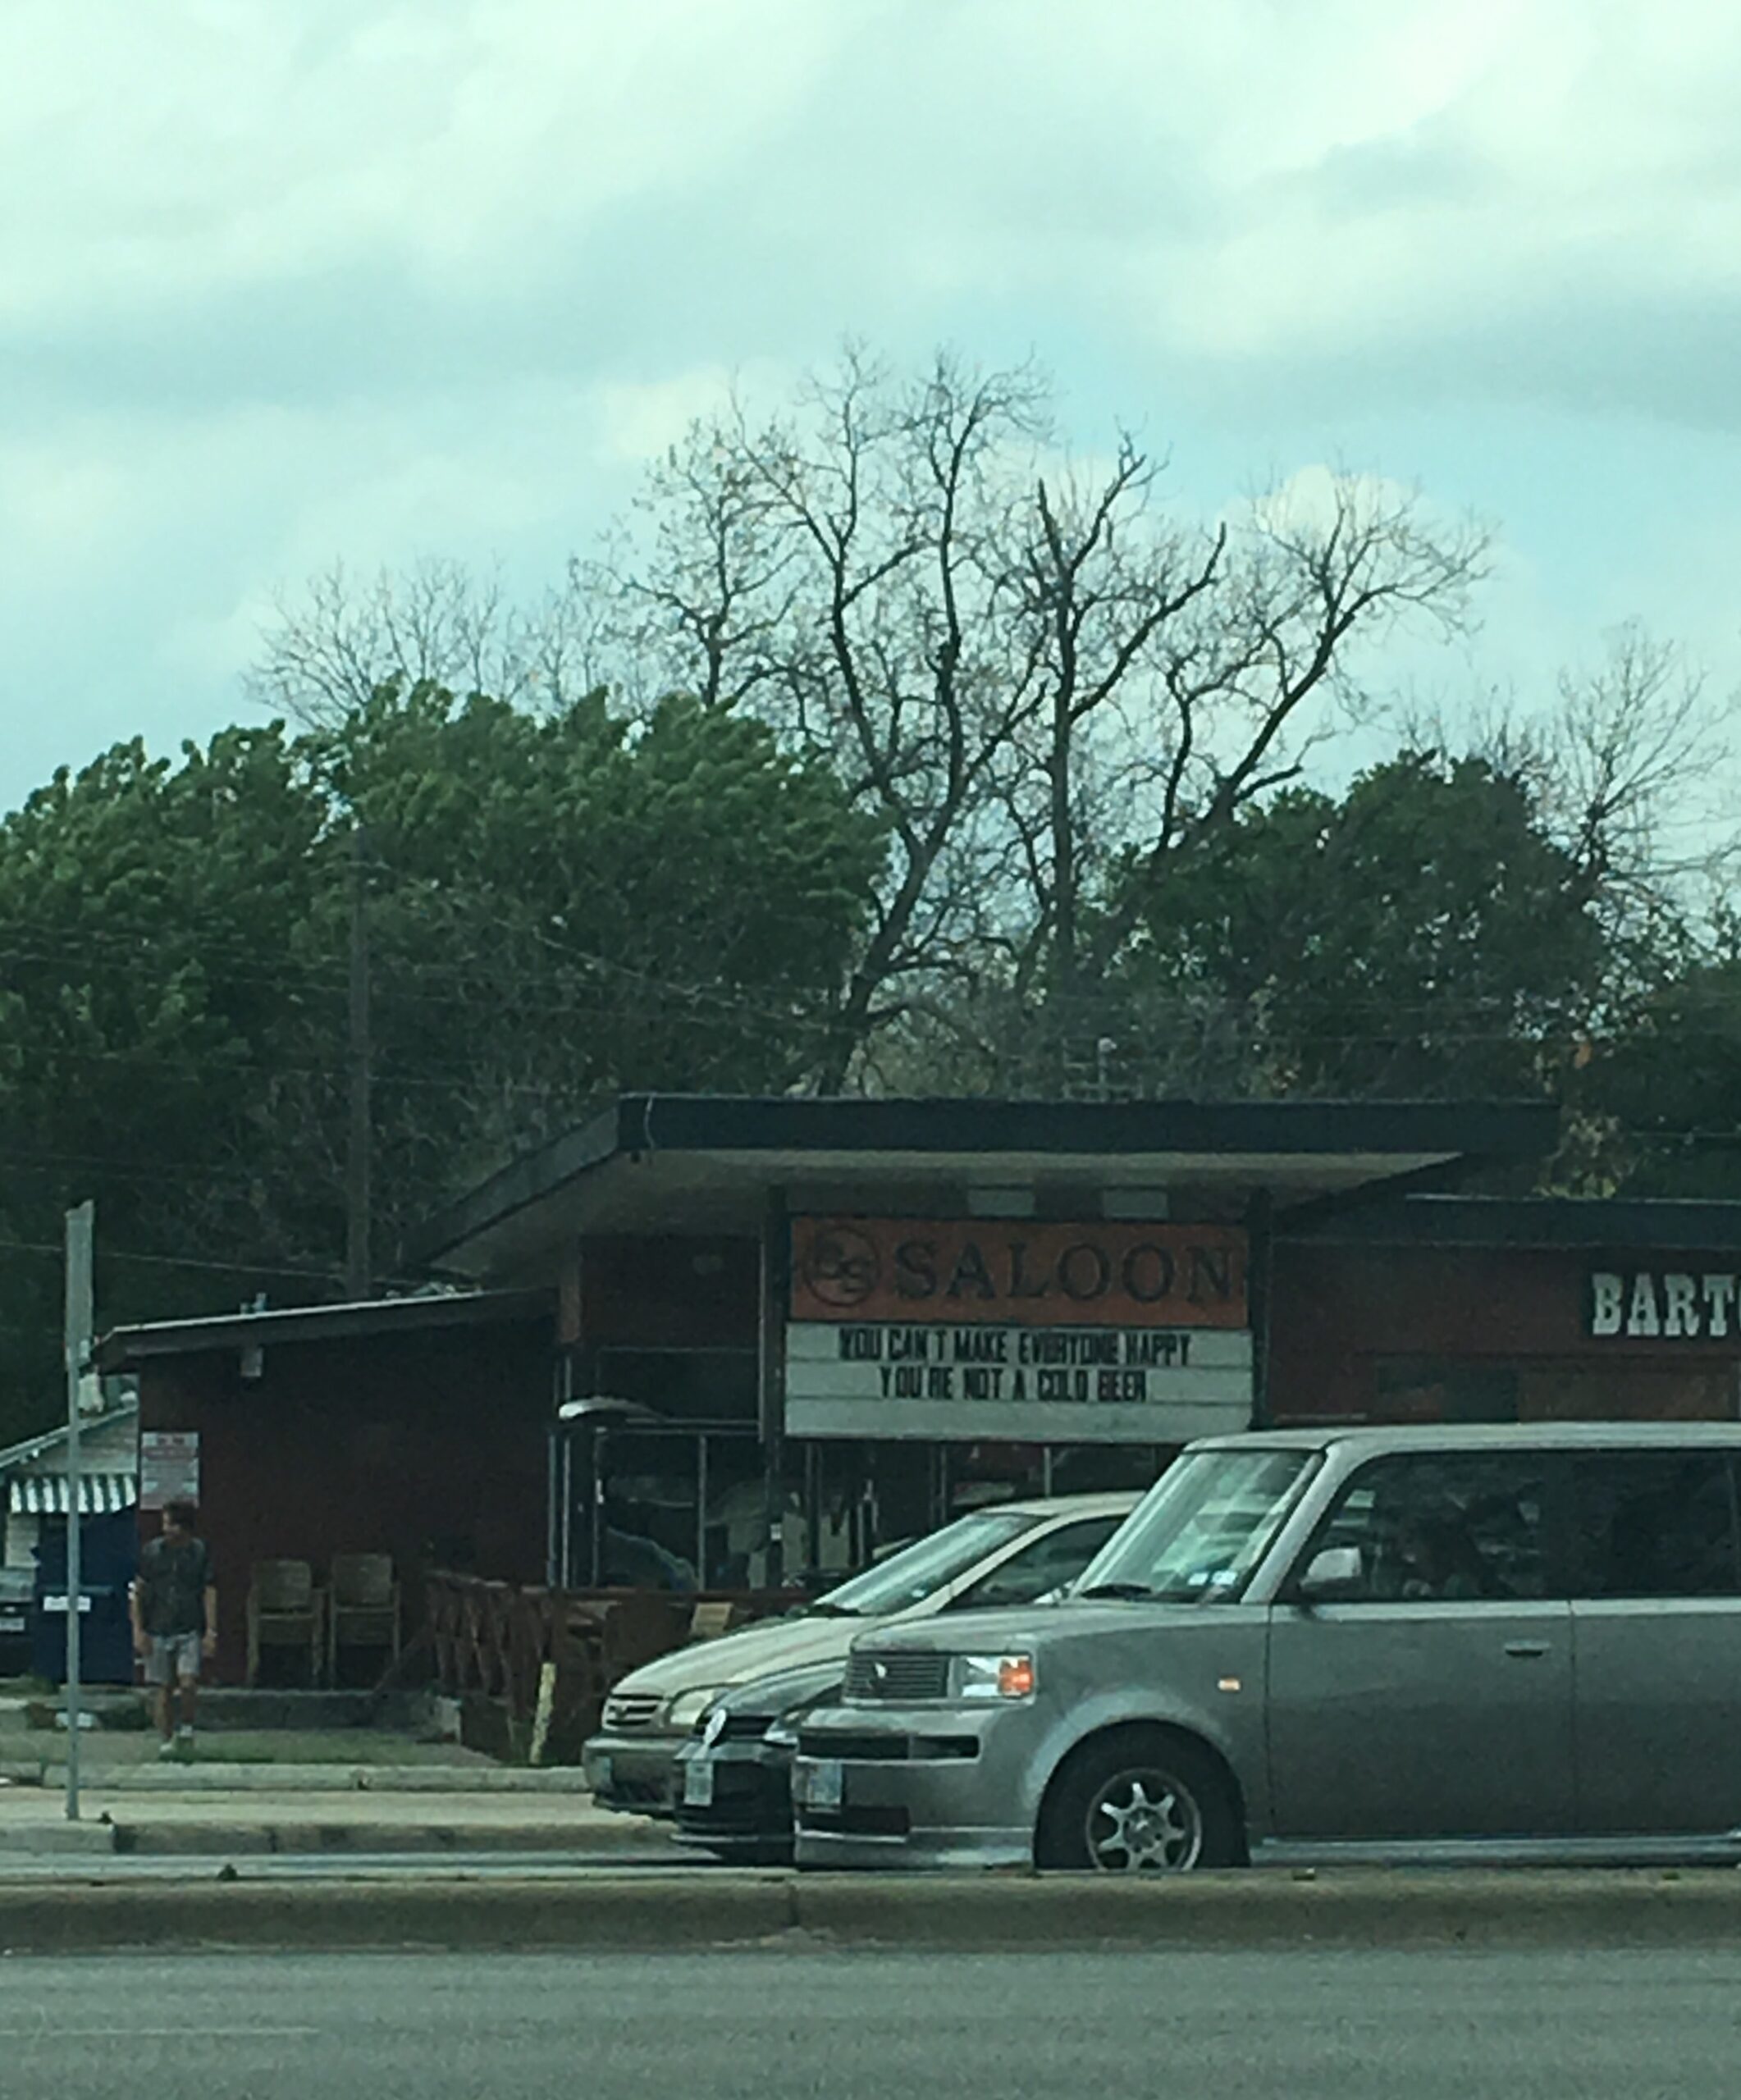 SALOON
YOU CAN'T MAKE EVERYONE HAPPY
YOU'RE NOT A COLD BEER
BART